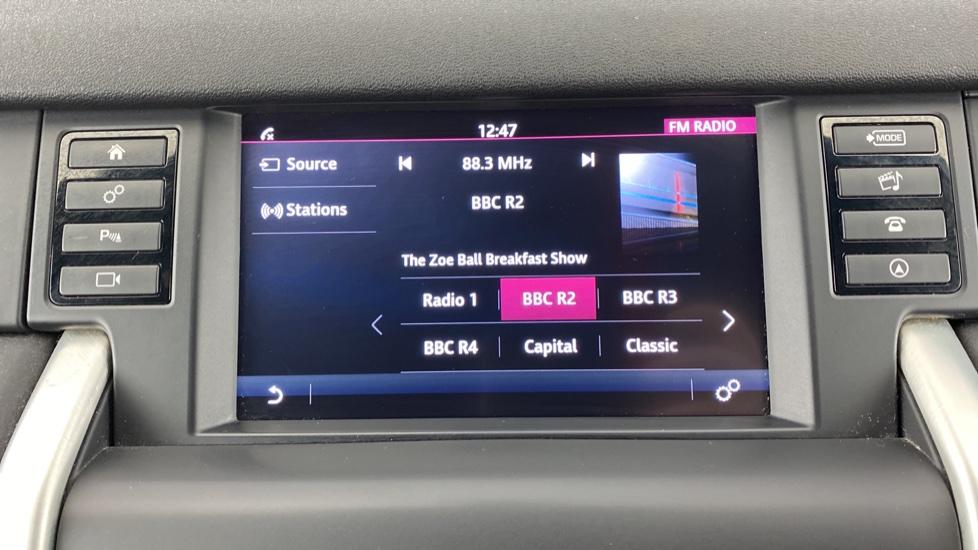 12:47
FM RADIO
Source
88.3 MHz
Stations
BBC R2
The Zoe Ball Breakfast Show
Radio 1
BBC R2
BBC R3
BBC R4
Capital
Classic
P
MODE